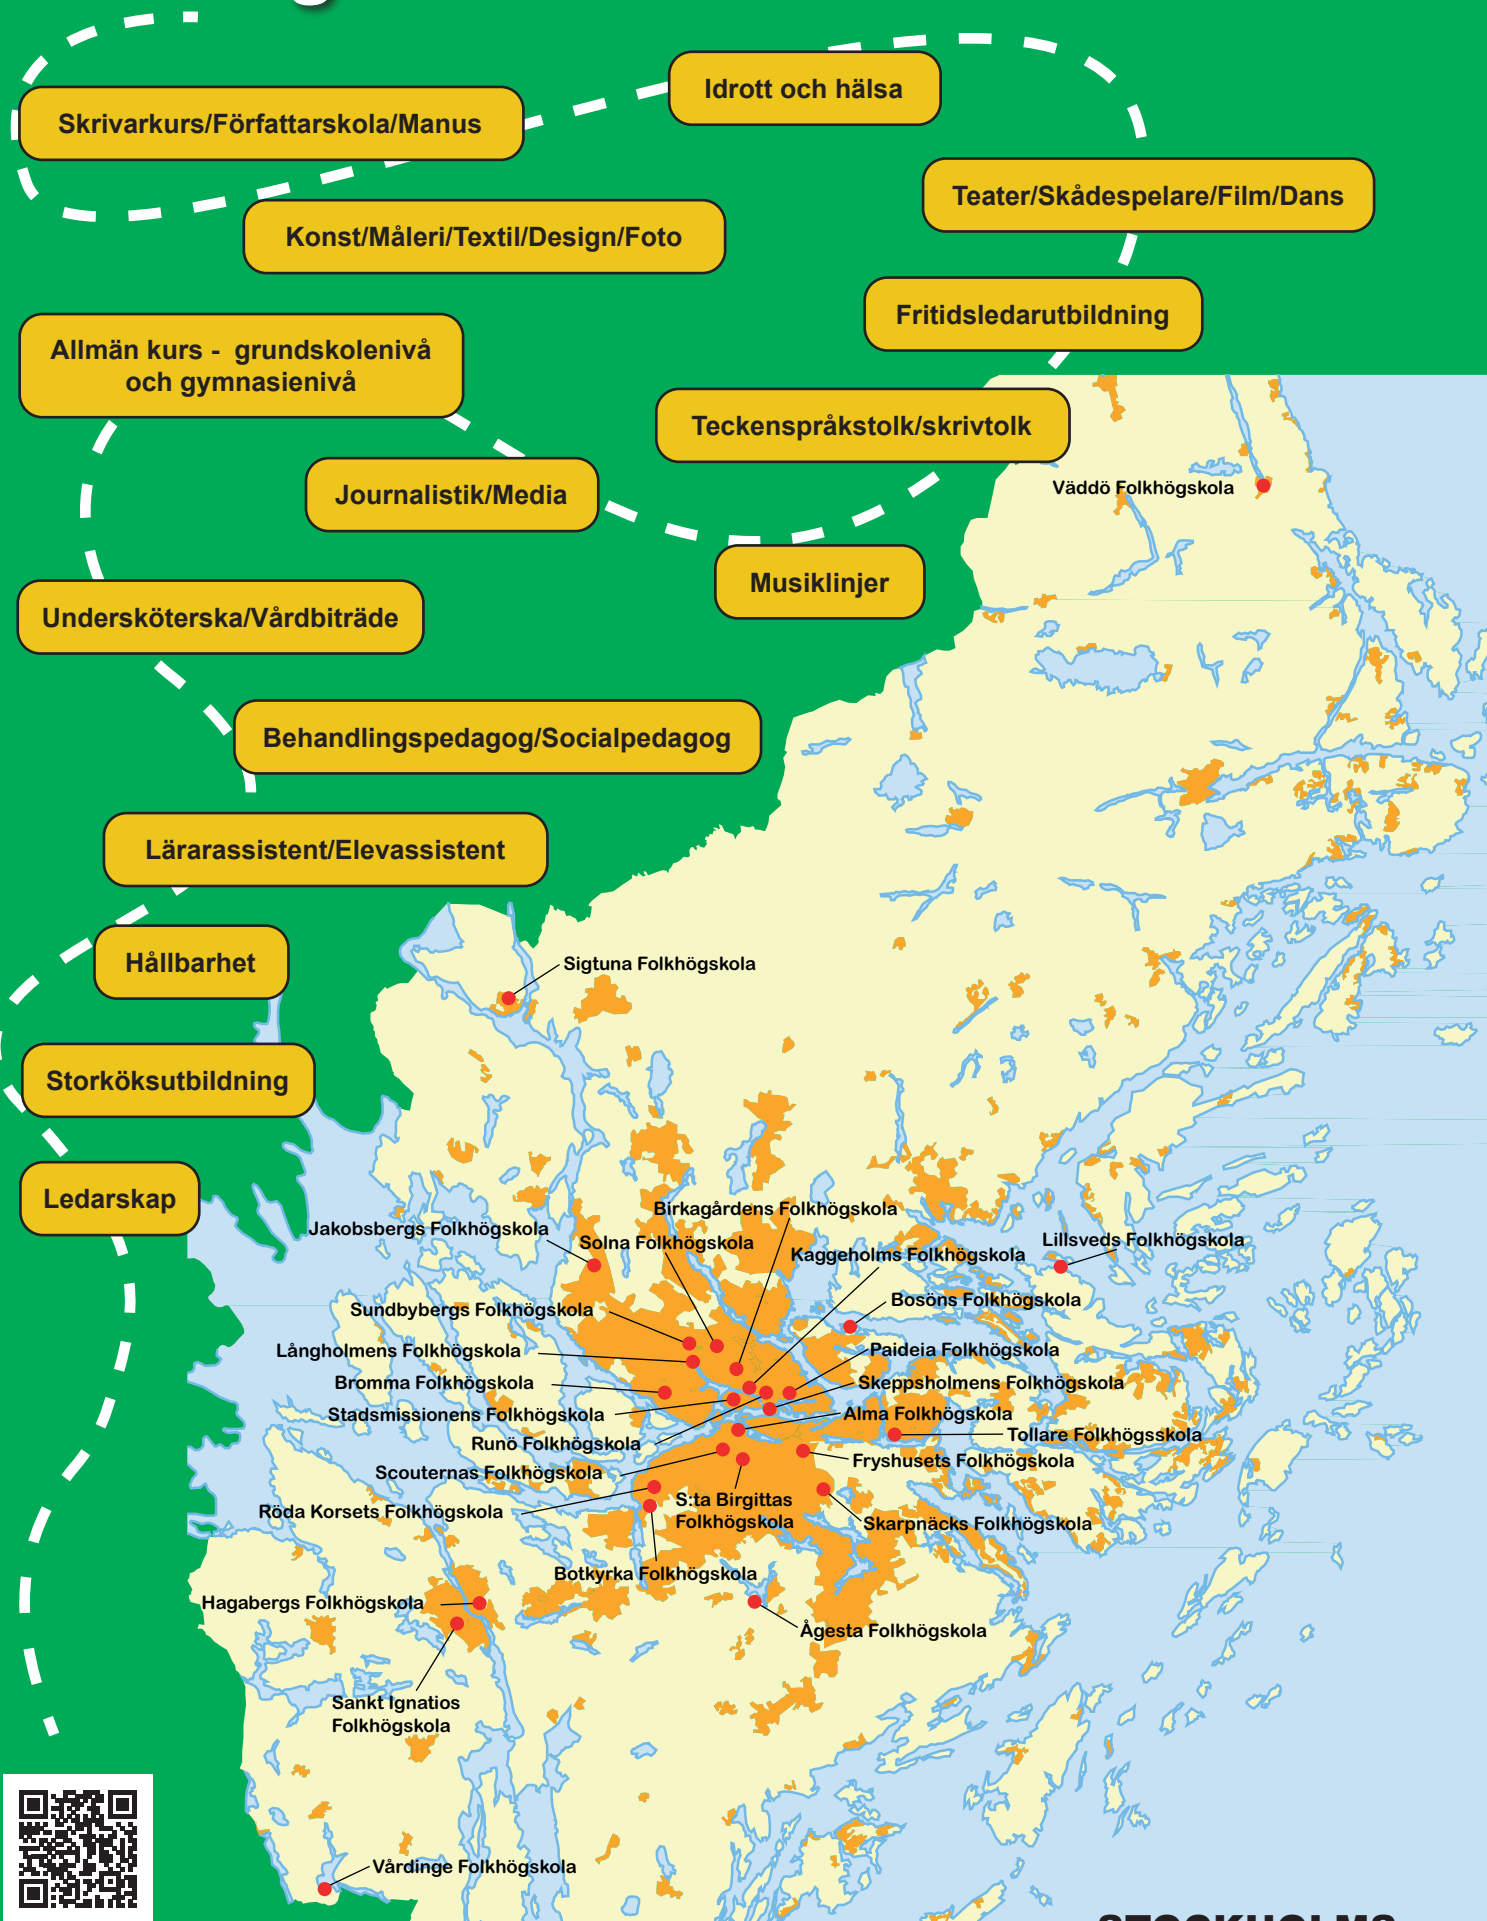 Idrott och hälsa
Skrivarkurs/Författarskola/Manus
Teater/Skådespelare/Film/Dans
Konst/Måleri/Textil/Design/Foto
Fritidsledarutbildning
Allmän kurs - grundskolenivå
och gymnasienivå
Teckenspråkstolk/skrivtolk
Journalistik/Media
Väddö Folkhögskola
Musiklinjer
Undersköterska/Vårdbiträde
Behandlingspedagog/Socialpedagog
Lärarassistent/Elevassistent
Hållbarhet
Sigtuna Folkhögskola
Storköksutbildning
Ledarskap
Birkagårdens Folkhögskola
Jakobsbergs Folkhögskola
Solna Folkhögskola
Lillsveds Folkhögskola
Kaggeholms Folkhögskola
Bosöns Folkhögskola
Sundbybergs Folkhögskola
Långholmens Folkhögskola
Paideia Folkhögskola
Bromma Folkhögskola
Skeppsholmens Folkhögskola
Stadsmissionens Folkhögskola
Alma Folkhögskola
Tollare Folkhögsskola
Runö Folkhögskola
Fryshusets Folkhögskola
Scouternas Folkhögskola
S:ta Birgittas
Folkhögskola
Röda Korsets Folkhögskola
Skarpnäcks Folkhögskola
Botkyrka Folkhögskola
Hagabergs Folkhögskola
Ågesta Folkhögskola
Sankt Ignatios
Folkhögskola
Vårdinge Folkhögskola
STOCKHOLMS